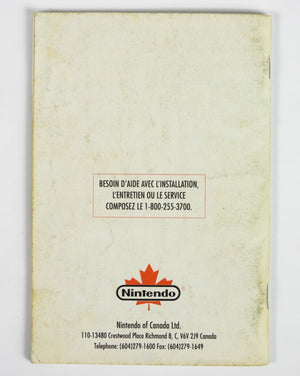 BESOIN D'AIDE AVEC L'INSTALLATION,
L'ENTRETIEN OU LE SERVICE
COMPOSEZ LE 1-800-255-3700.
Nintendo®
Nintendo of Canada Ltd.
110-13480 Crestwood Place Richmond B, C, V6V 2J9 Canada
Telephone: (604)279-1600 Fax: (604)279-1649